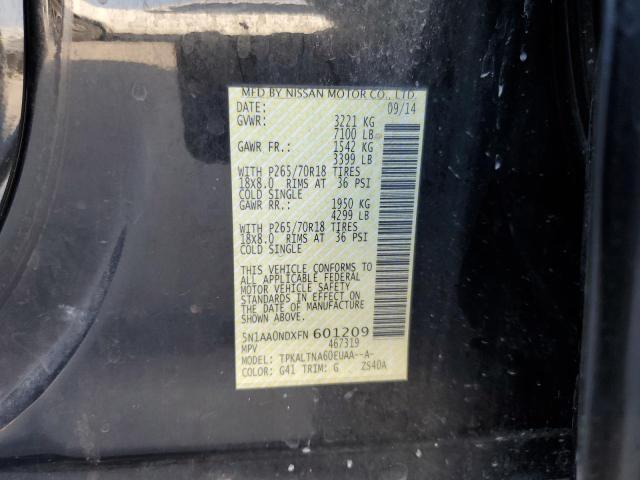 MFD BY NISSAN MOTOR CO., LTD.
DATE: 09/14
GVWR: 3221 KG
7100 LB
GAWR FR.: 1542 KG
3399 LB
WITH P265/70R18 TIRES
18x8.0 RIMS AT 36 PSI
COLD SINGLE
GAWR RR.: 1950 KG
4299 LB
WITH P265/70R18 TIRES
18x8.0 RIMS AT 36 PSI
COLD SINGLE
THIS VEHICLE CONFORMS TO
ALL APPLICABLE FEDERAL
MOTOR VEHICLE SAFETY
STANDARDS IN EFFECT ON
THE DATE OF MANUFACTURE
SHOWN ABOVE.
5N1AA0NDXFN 601209
MPV 467319
MODEL: TPKALTNA60EUAA--A-
COLOR: G41 TRIM: G ZS40A